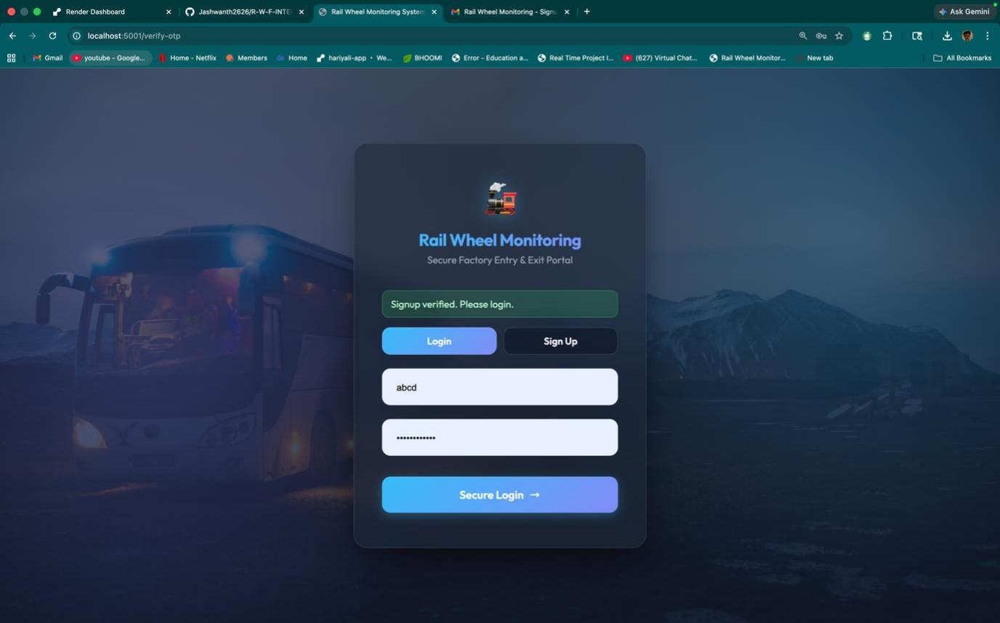 Render Dashboard
Jashwanth2626/R-W-F-INTE
Rail Wheel Monitoring System
Rail Wheel Monitoring - Signu
Ask Gemini
localhost:5001/verify-otp
Gmail
youtube - Google...
Home - Netflix
Members
Home
hariyali-app • We...
BHOOMI
Error - Education a...
Real Time Project I...
(627) Virtual Chat...
Rail Wheel Monitor...
New tab
All Bookmarks
Rail Wheel Monitoring
Secure Factory Entry & Exit Portal
Signup verified. Please login.
Login
Sign Up
abcd
••••••••••••
Secure Login →